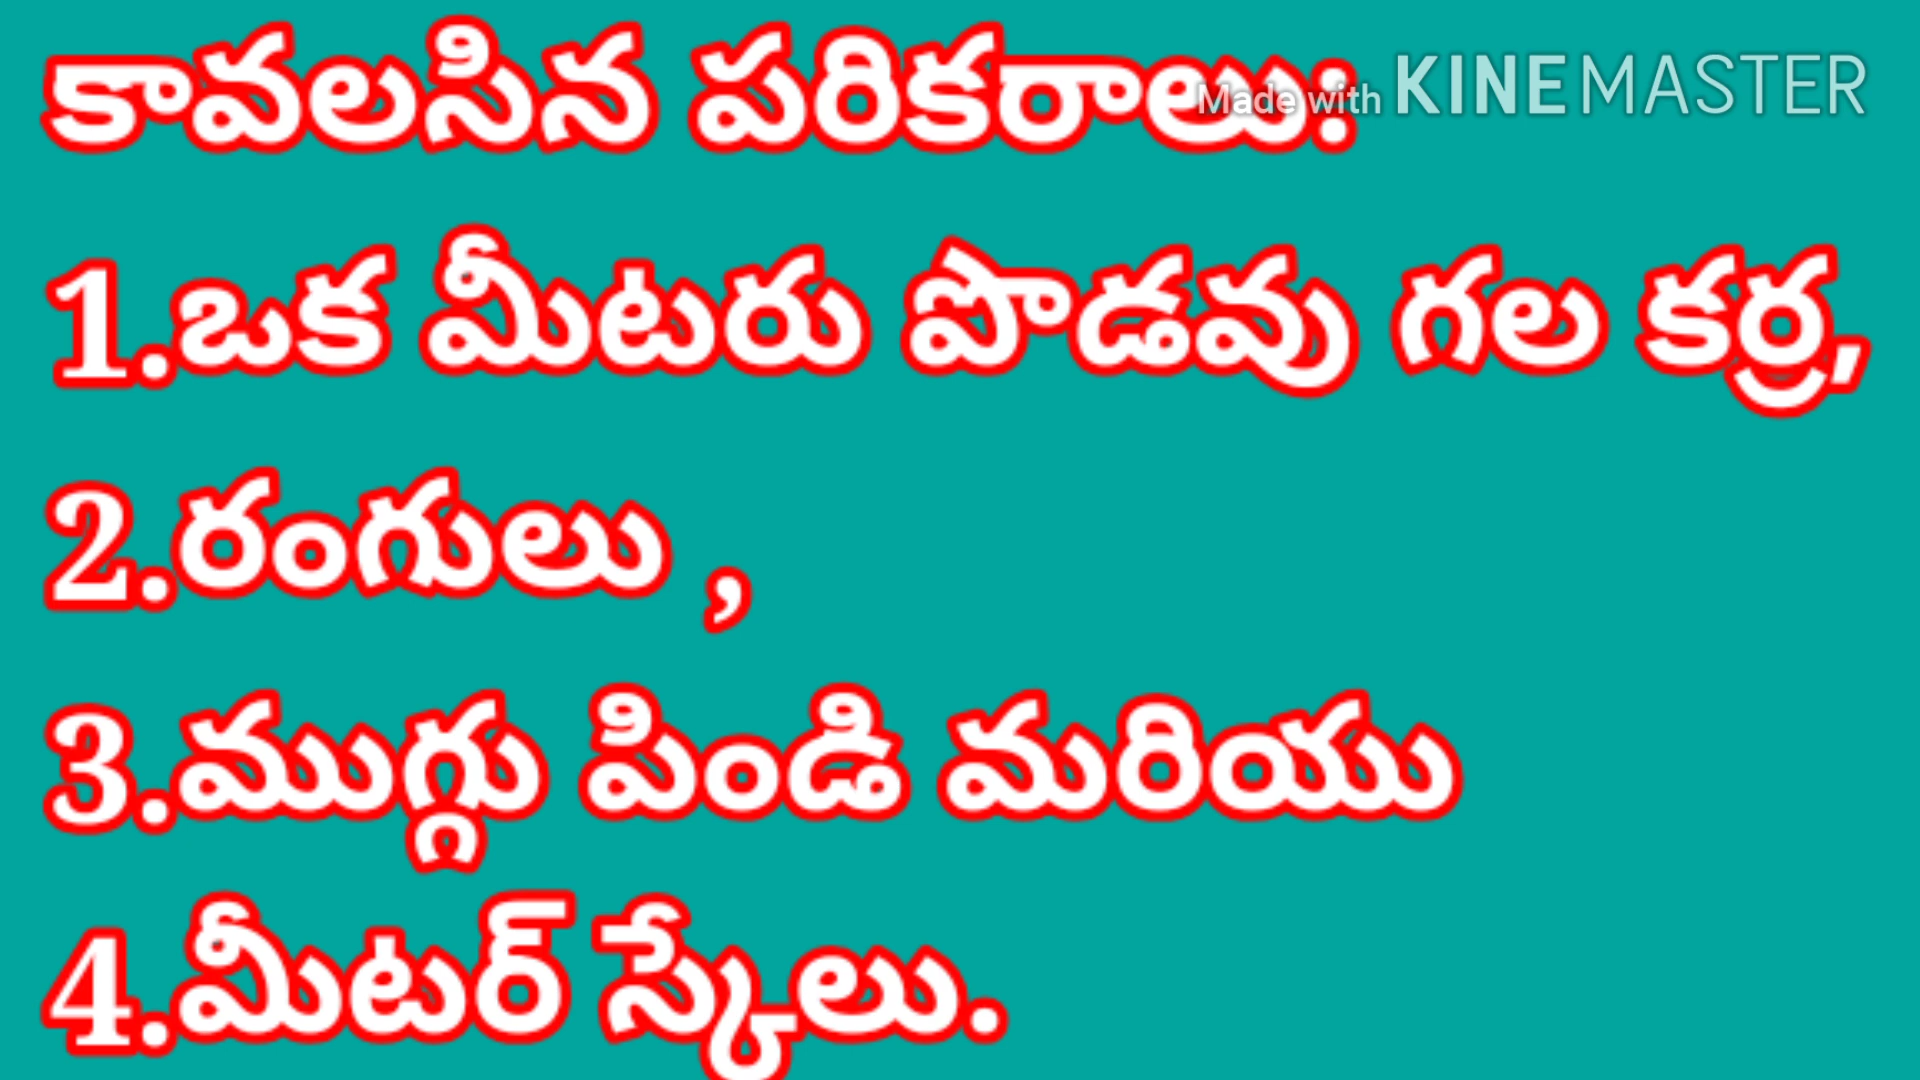 కావలసిన పరికరాలు:
Made with KINEMASTER
1.ఒక మీటరు పొడవు గల కర్ర,
2.రంగులు ,
3.ముగ్గు పిండి మరియు
4.మీటర్ స్కేలు.